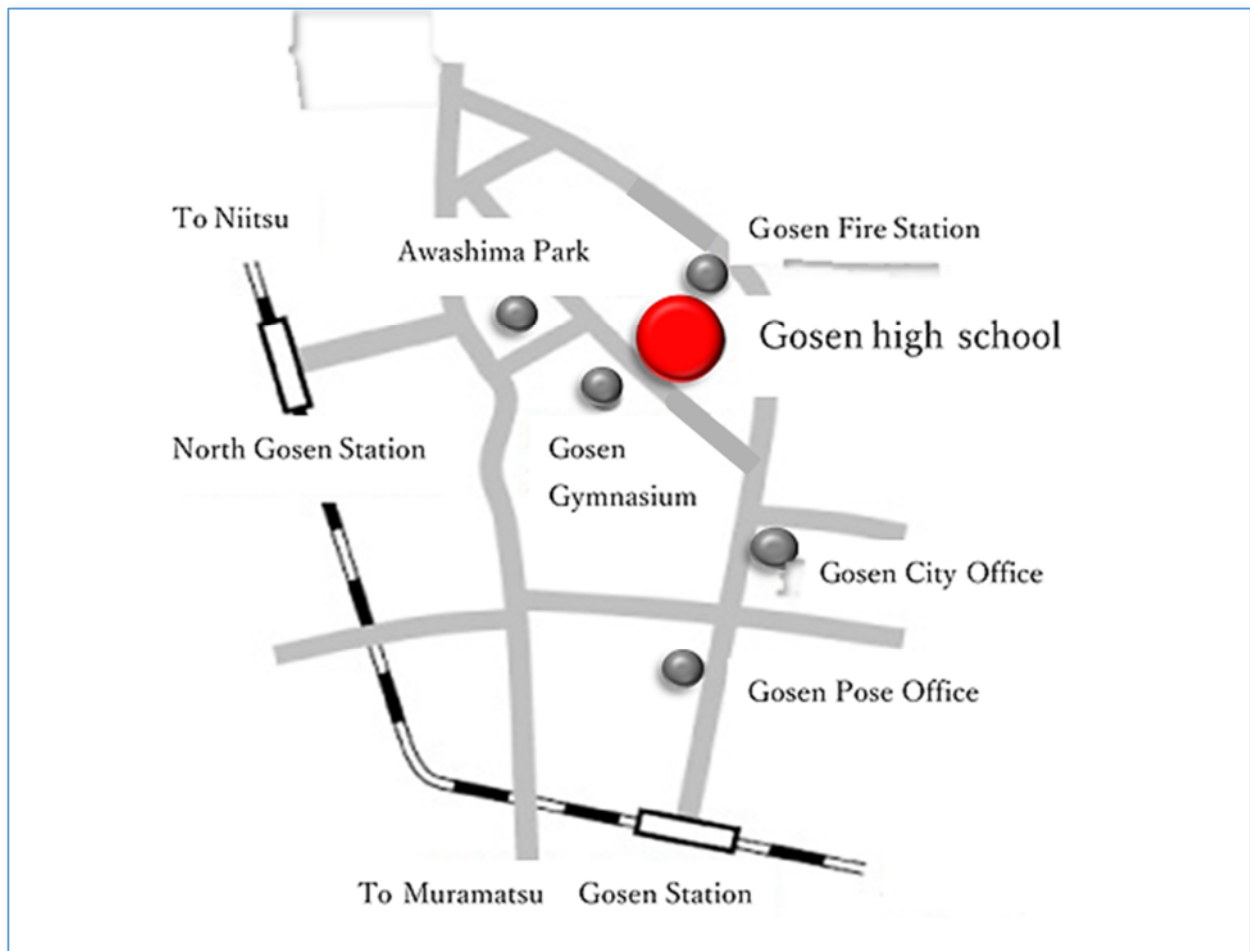 To Niitsu
Gosen Fire Station
Awashima Park
Gosen high school
North Gosen Station
Gosen
Gymnasium
Gosen City Office
Gosen Pose Office
To Muramatsu
Gosen Station